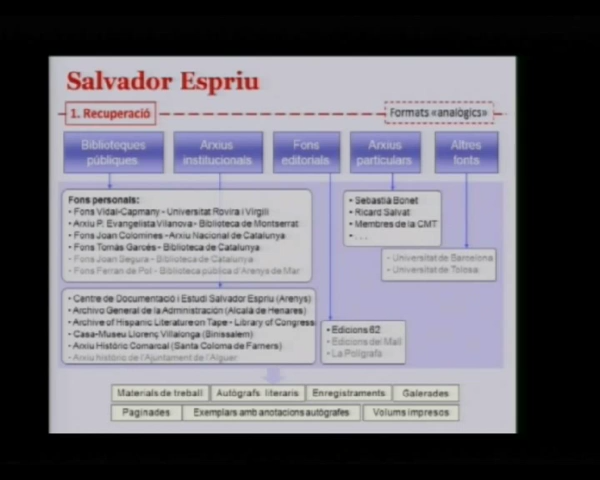 Salvador Espriu
1. Recuperació
Formats «analògics»
Biblioteques
públiques
Arxius
institucionals
Fons
editorials
Arxius
particulars
Altres
fonts
Fons personals:
• Fons Vidal-Capmany - Universitat Rovira i Virgili
• Arxiu P. Evangelista Vilanova - Biblioteca de Montserrat
• Fons Joan Colomines - Arxiu Nacional de Catalunya
• Fons Tomàs Garcés - Biblioteca de Catalunya
• Fons Joan Segura - Biblioteca de Catalunya
• Fons Ferran de Pol - Biblioteca pública d'Arenys de Mar
• Sebastià Bonet
• Ricard Salvat
• Membres de la CMT
• . . .
- Universitat de Barcelona
- Universitat de Tolosa
• Centre de Documentació i Estudi Salvador Espriu (Arenys)
• Archivo General de la Administración (Alcalá de Henares)
• Archive of Hispanic Literature on Tape - Library of Congress
• Casa-Museu Llorenç Villalonga (Binissalem)
• Arxiu Històric Comarcal (Santa Coloma de Farners)
• Arxiu històric de l'Ajuntament de l'Alguer
• Edicions 62
• Edicions del Mall
• La Polígrafa
Materials de treball
Autògrafs literaris
Enregistraments
Galerades
Paginades
Exemplars amb anotacions autògrafes
Volums impresos